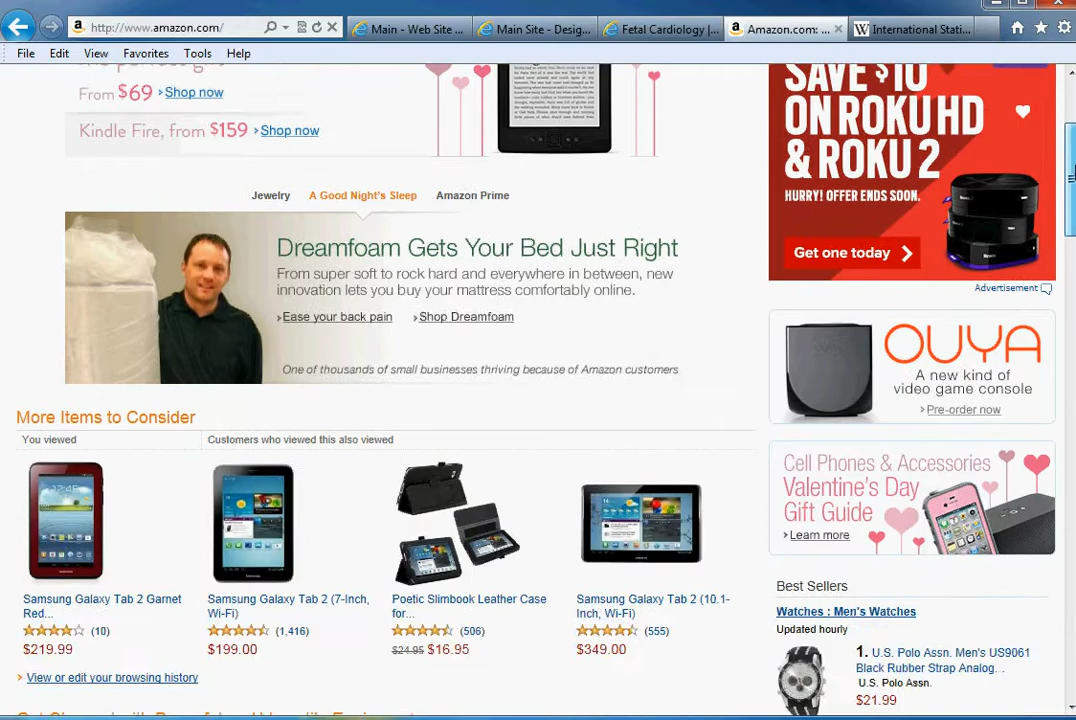 http://www.amazon.com/
Main - Web Site ...
Main Site - Desig...
Fetal Cardiology |...
Amazon.com: ...
International Stati...
File Edit View Favorites Tools Help
From $69 Shop now
Kindle Fire, from $159 Shop now
Jewelry A Good Night's Sleep Amazon Prime
Dreamfoam Gets Your Bed Just Right
From super soft to rock hard and everywhere in between, new
innovation lets you buy your mattress comfortably online.
Ease your back pain Shop Dreamfoam
One of thousands of small businesses thriving because of Amazon customers
SAVE $10
ON ROKU HD
& ROKU 2
HURRY! OFFER ENDS SOON.
Get one today
Advertisement
OUYA
A new kind of
video game console
Pre-order now
Cell Phones & Accessories
Valentine's Day
Gift Guide
Learn more
More Items to Consider
You viewed
Customers who viewed this also viewed
Samsung Galaxy Tab 2 Garnet
Red...
(10)
$219.99
Samsung Galaxy Tab 2 (7-Inch,
Wi-Fi)
(1,416)
$199.00
Poetic Slimbook Leather Case
for...
(506)
$24.95 $16.95
Samsung Galaxy Tab 2 (10.1-
Inch, Wi-Fi)
(555)
$349.00
View or edit your browsing history
Best Sellers
Watches : Men's Watches
Updated hourly
1. U.S. Polo Assn. Men's US9061
Black Rubber Strap Analog. .
U.S. Polo Assn.
$21.99